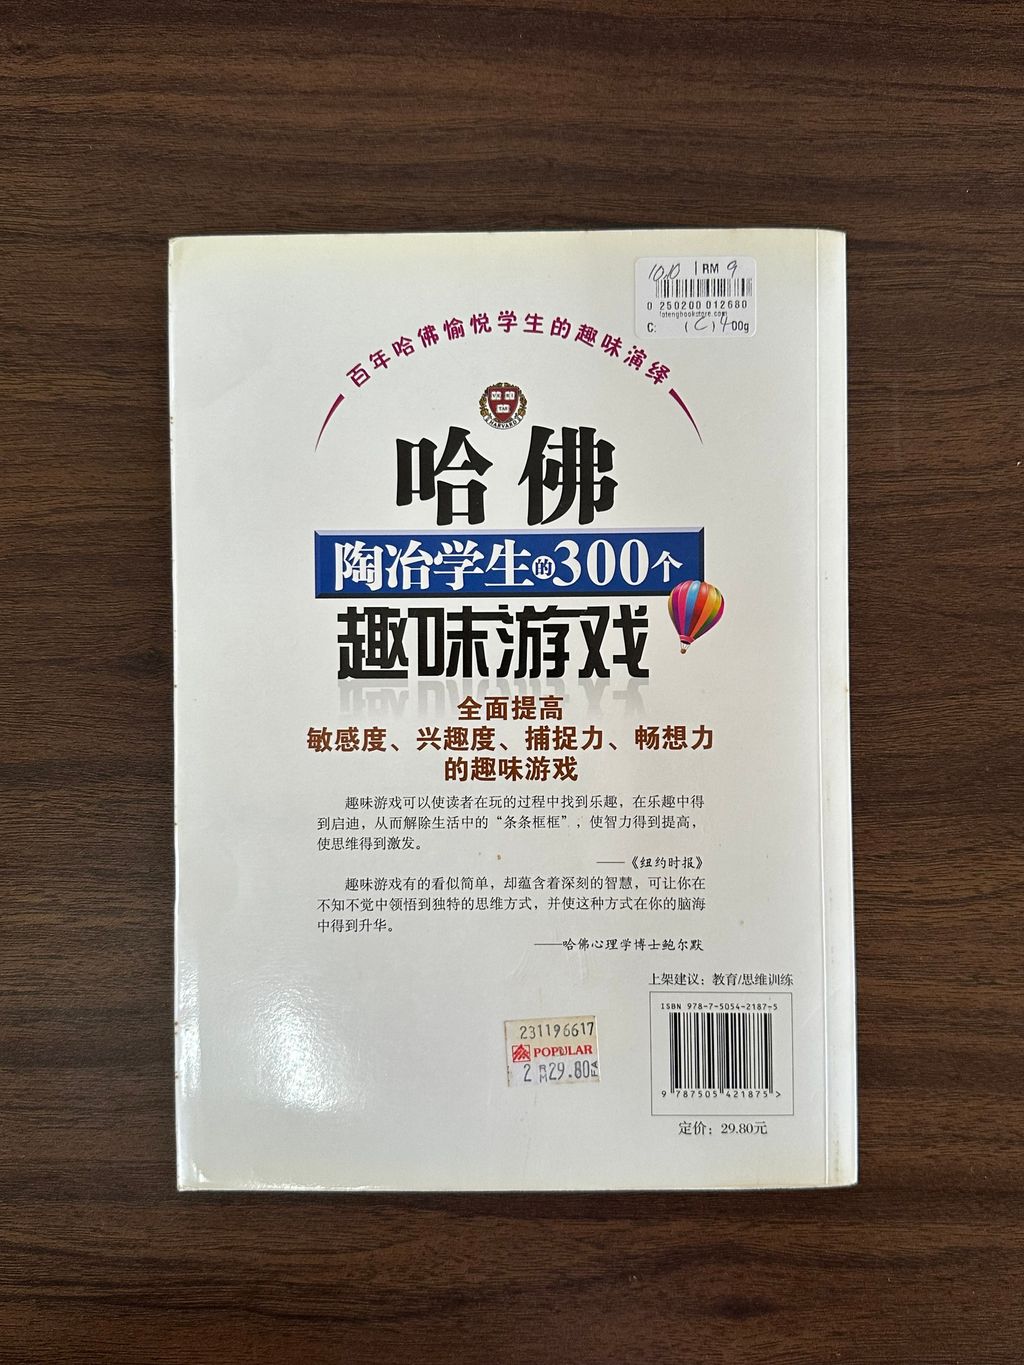 10.10 | RM 9
0 250200 012680
fatengbookstore.com
C: (C) 400g
百年哈佛愉悦学生的趣味演绎
VE RI
TAS
HARVARD
哈佛
陶冶学生的300个
趣味游戏
全面提高
敏感度、兴趣度、捕捉力、畅想力
的趣味游戏
趣味游戏可以使读者在玩的过程中找到乐趣，在乐趣中得
到启迪，从而解除生活中的“条条框框”，使智力得到提高，
使思维得到激发。
——《纽约时报》
趣味游戏有的看似简单，却蕴含着深刻的智慧，可让你在
不知不觉中领悟到独特的思维方式，并使这种方式在你的脑海
中得到升华。
——哈佛心理学博士鲍尔默
上架建议：教育/思维训练
ISBN 978-7-5054-2187-5
9 787505 421875 >
定价：29.80元
231196617
POPULAR
2 RM29.80